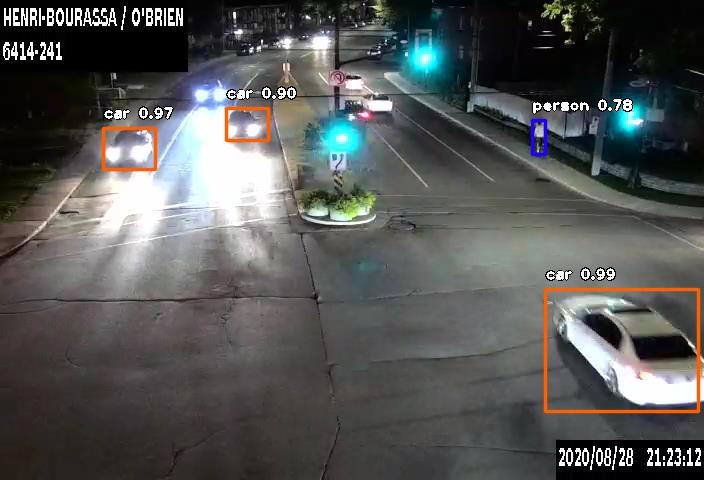 HENRI-BOURASSA / O'BRIEN
6414-241
car 0.97
car 0.90
person 0.78
car 0.99
2020/08/28 21:23:12